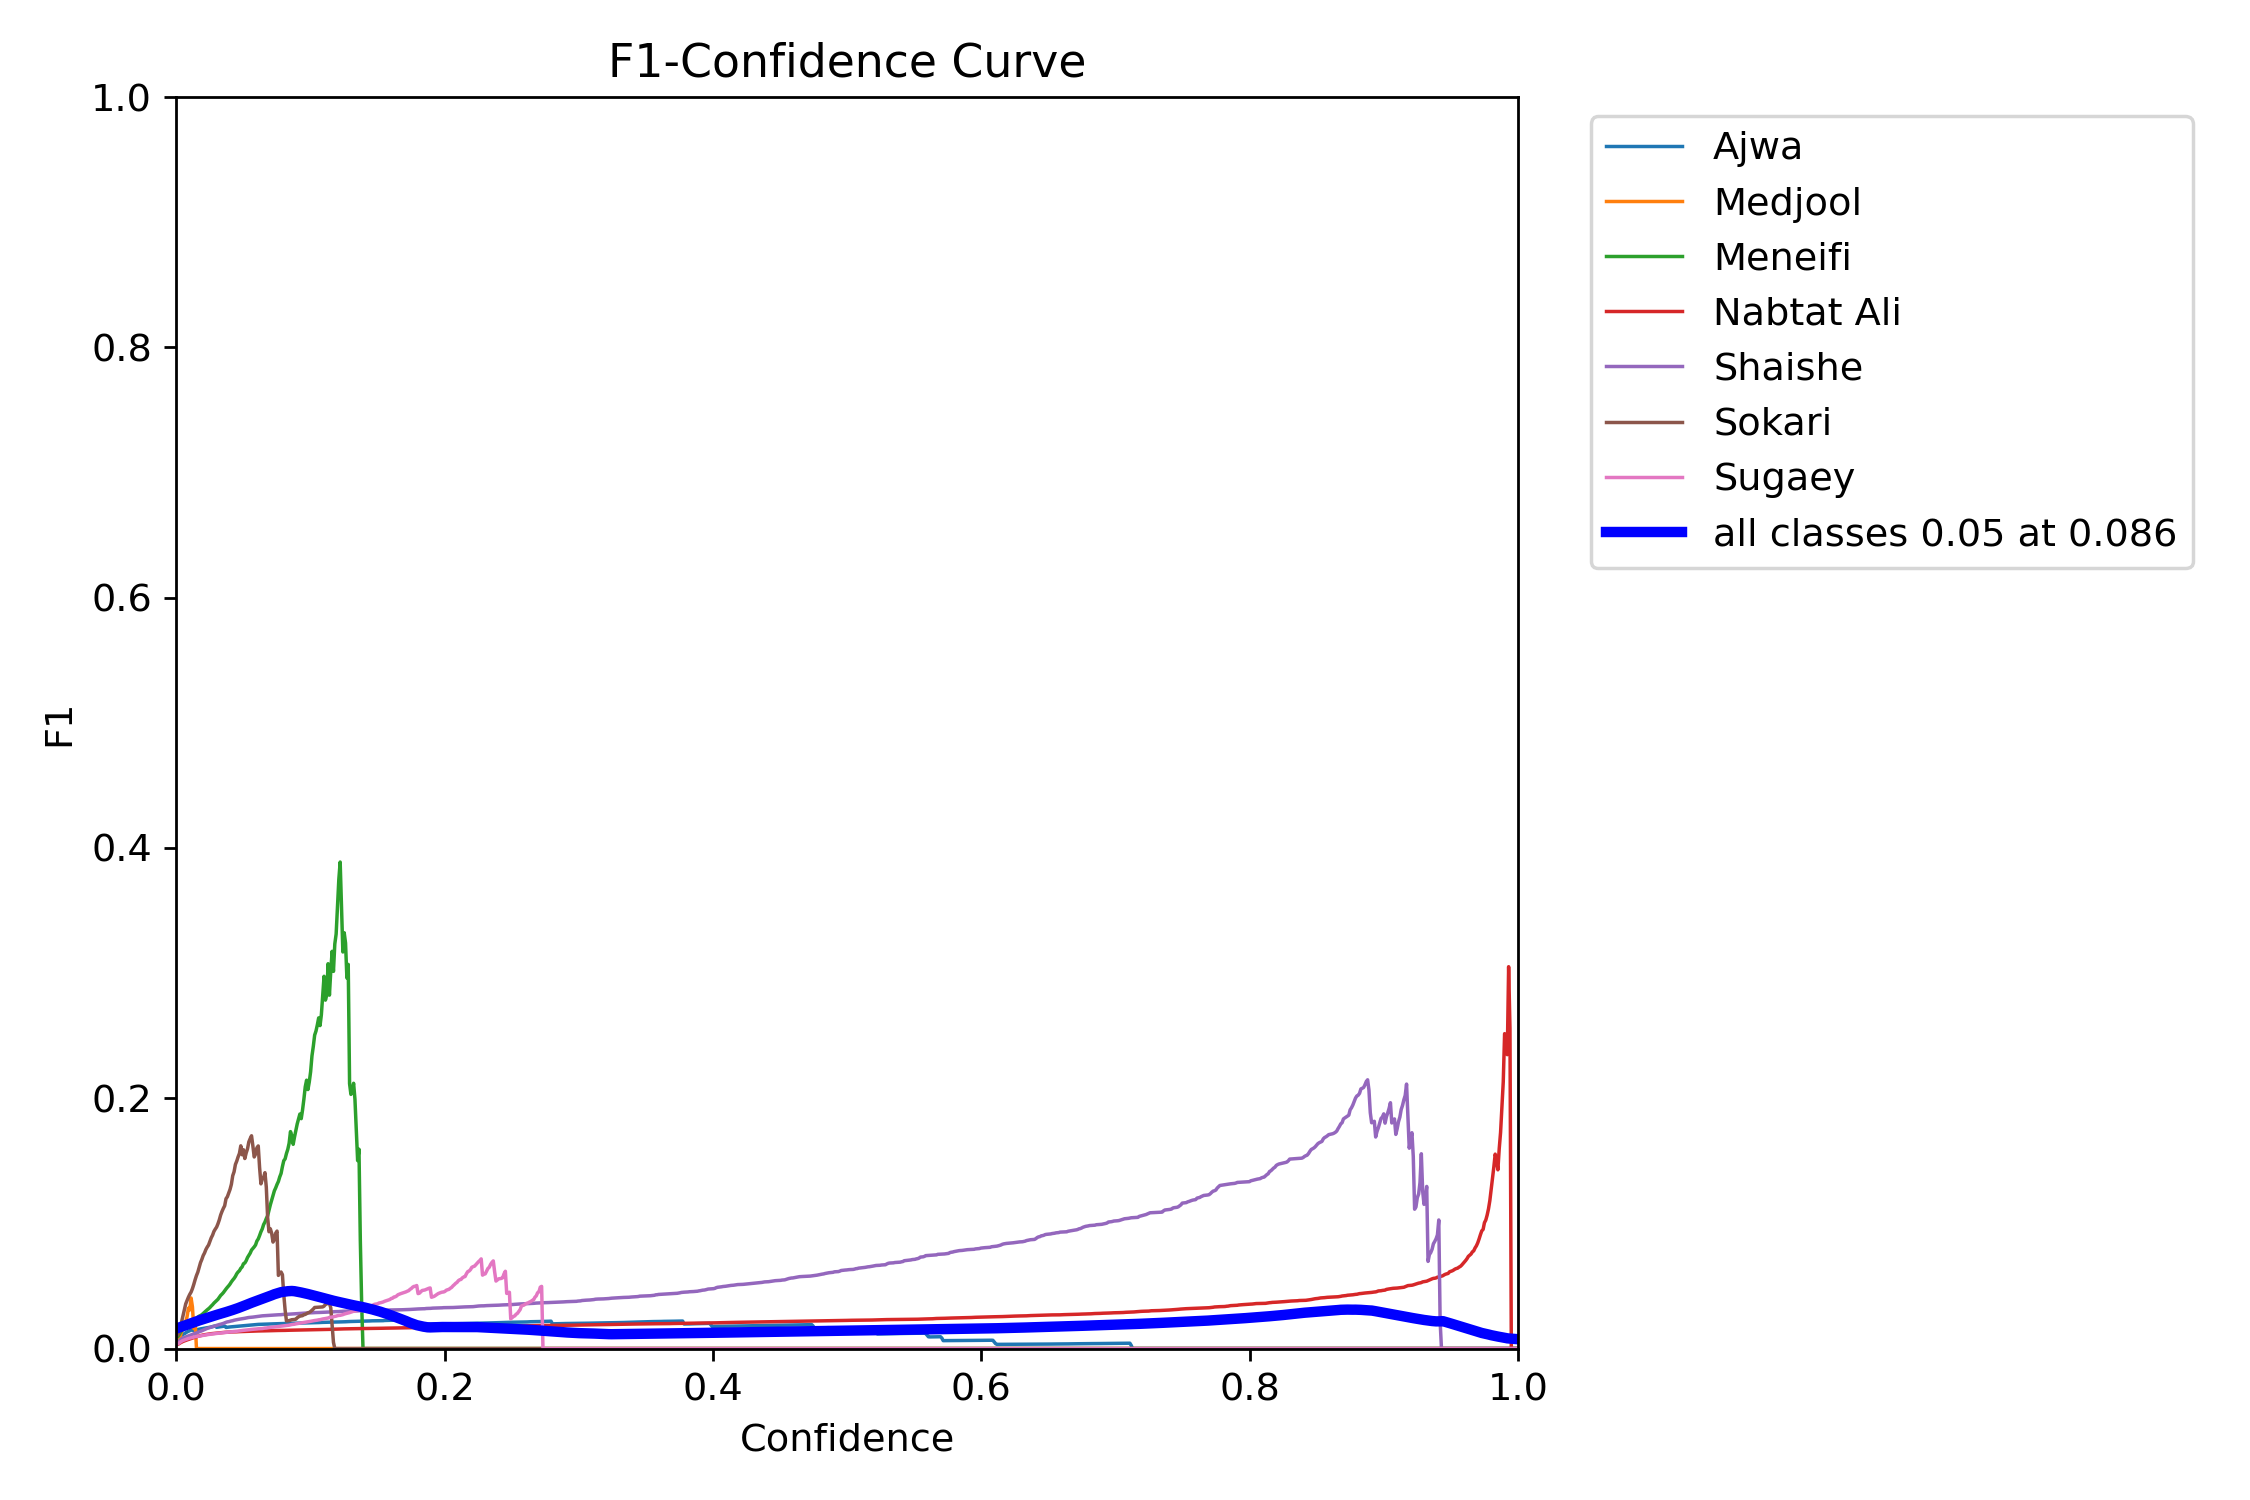 F1-Confidence Curve
1.0
0.8
0.6
0.4
0.2
0.0
F1
0.0 0.2 0.4 0.6 0.8 1.0
Confidence
Ajwa
Medjool
Meneifi
Nabtat Ali
Shaishe
Sokari
Sugaey
all classes 0.05 at 0.086